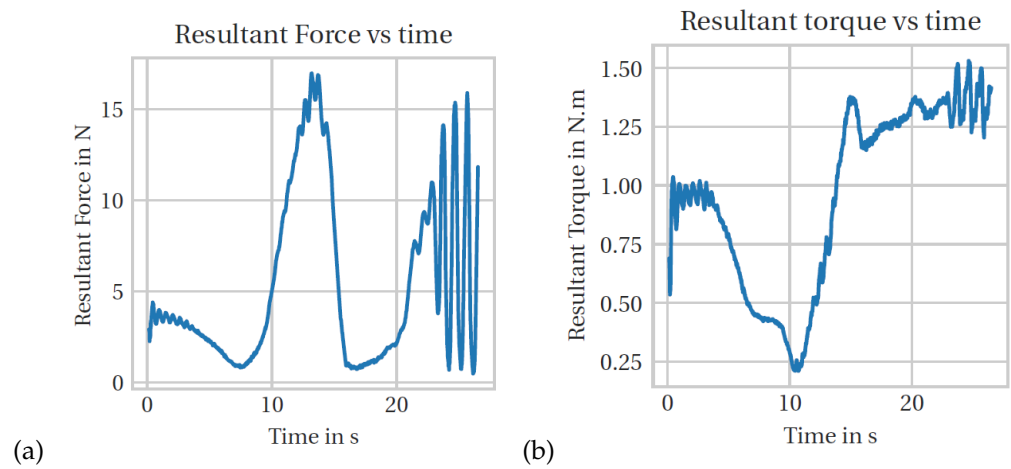 Resultant Force vs time
Resultant Force in N
15
10
5
0
0 10 20
Time in s
(a)
Resultant torque vs time
Resultant Torque in N.m
1.50
1.25
1.00
0.75
0.50
0.25
0 10 20
Time in s
(b)